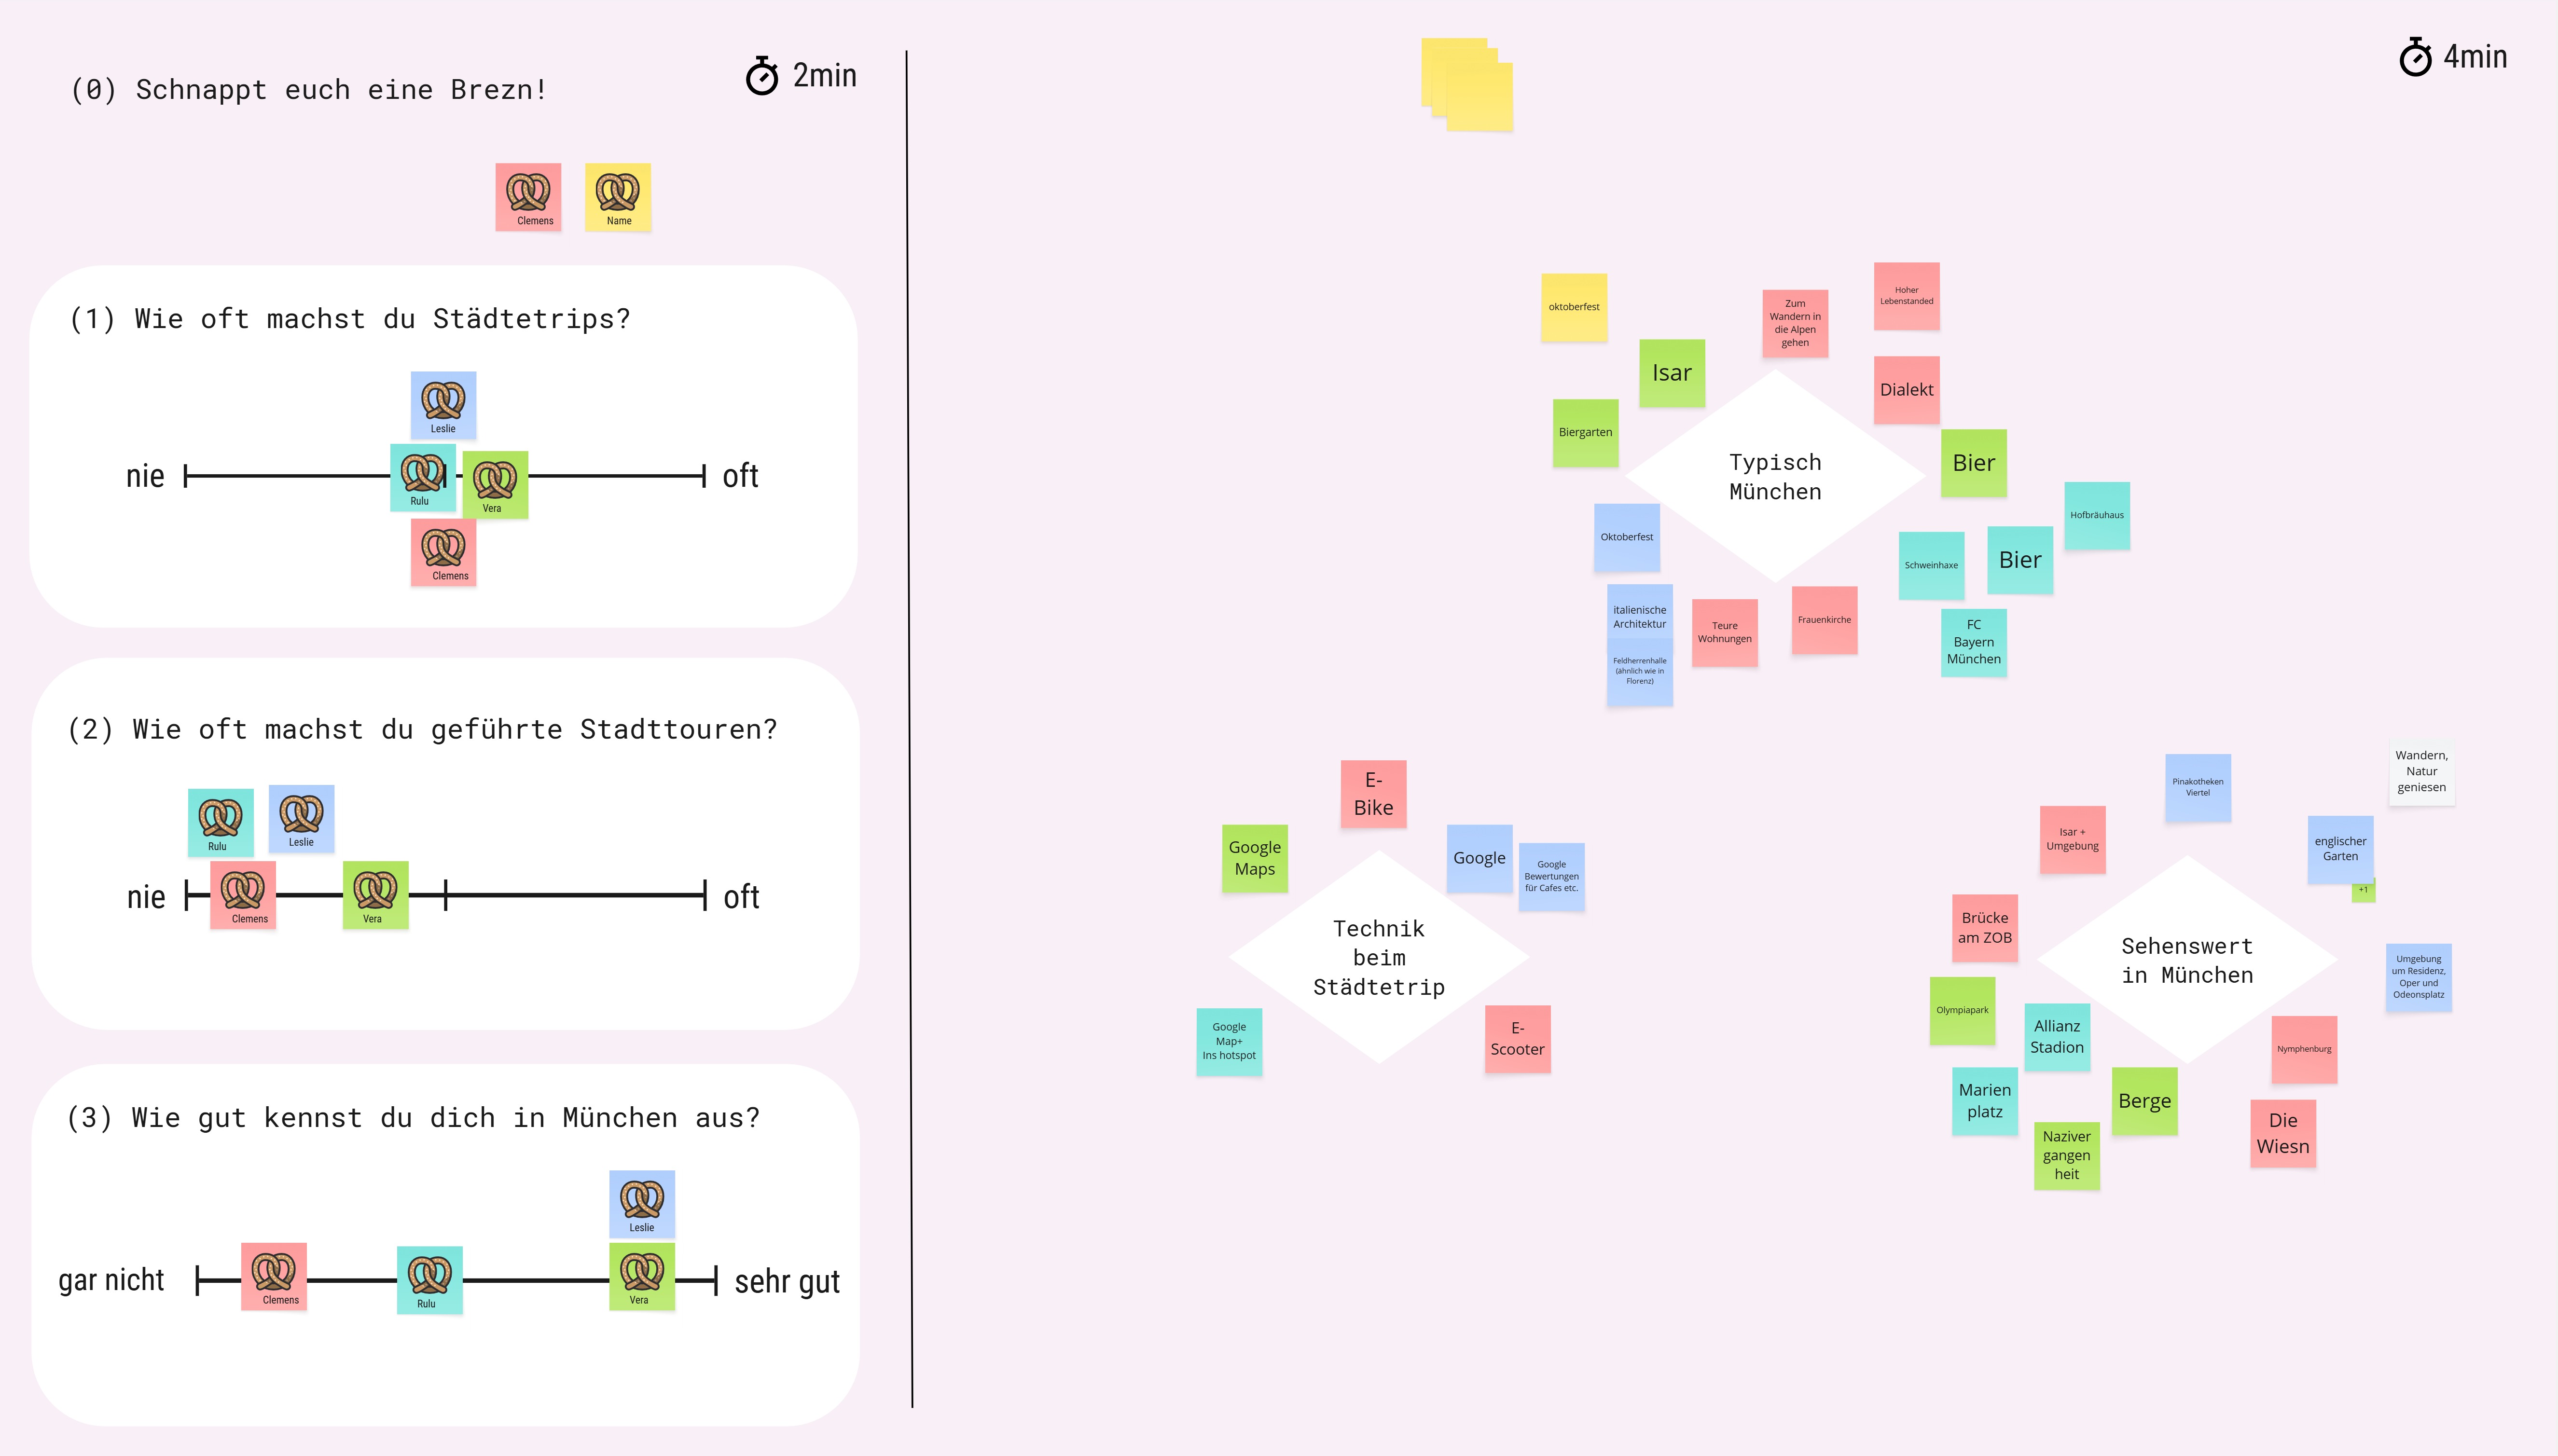 (0) Schnappt euch eine Brezn!
2min
Clemens
Name
(1) Wie oft machst du Städtetrips?
Leslie
nie
Rulu
Vera
oft
Clemens
(2) Wie oft machst du geführte Stadttouren?
Rulu
Leslie
nie
Clemens
Vera
oft
(3) Wie gut kennst du dich in München aus?
Leslie
gar nicht
Clemens
Rulu
Vera
sehr gut
4min
oktoberfest
Zum
Wandern in
die Alpen
gehen
Hoher
Lebenstanded
Isar
Dialekt
Biergarten
Typisch
München
Bier
Oktoberfest
Hofbräuhaus
Schweinhaxe
Bier
italienische
Architektur
Feldherrenhalle
(ähnlich wie in
Florenz)
Teure
Wohnungen
Frauenkirche
FC
Bayern
München
E-
Bike
Google
Maps
Google
Google
Bewertungen
für Cafes etc.
Technik
beim
Städtetrip
Google
Map+
Ins hotspot
E-
Scooter
Pinakotheken
Viertel
Wandern,
Natur
geniesen
Isar +
Umgebung
englischer
Garten
+1
Brücke
am ZOB
Sehenswert
in München
Umgebung
um Residenz,
Oper und
Odeonsplatz
Olympiapark
Allianz
Stadion
Nymphenburg
Marien
platz
Berge
Naziver
gangen
heit
Die
Wiesn